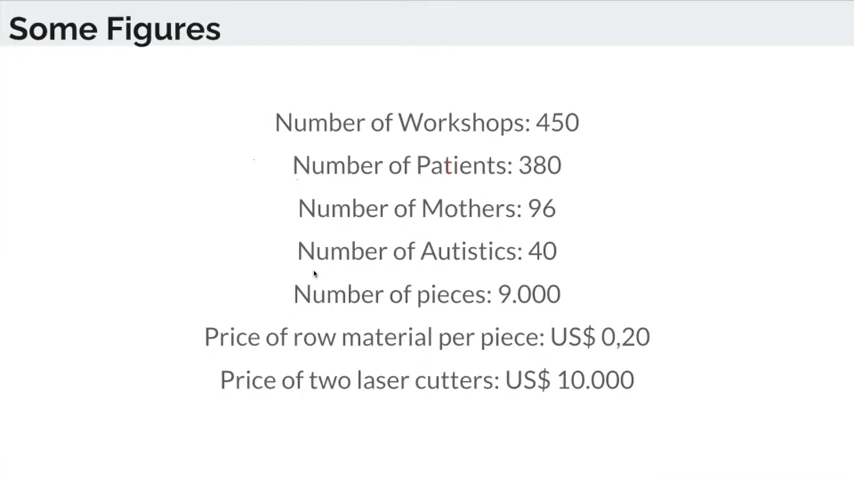 Some Figures
Number of Workshops: 450
Number of Patients: 380
Number of Mothers: 96
Number of Autistics: 40
Number of pieces: 9.000
Price of row material per piece: US$ 0,20
Price of two laser cutters: US$ 10.000